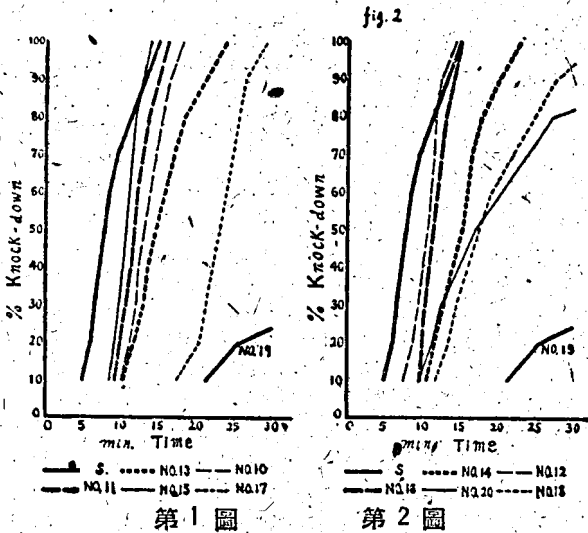 fig. 2
% Knock-down
100
90
80
70
60
50
40
30
20
10
0
NO.19
0 5 10 15 20 25 30
min. Time
S. NO.13 NO.10
NO.11 NO.15 NO.17
第1圖
% Knock-down
100
90
80
70
60
50
40
30
20
10
0
NO.19
0 5 10 15 20 25 30
min. Time
S NO.14 NO.12
NO.20 NO.18
第2圖